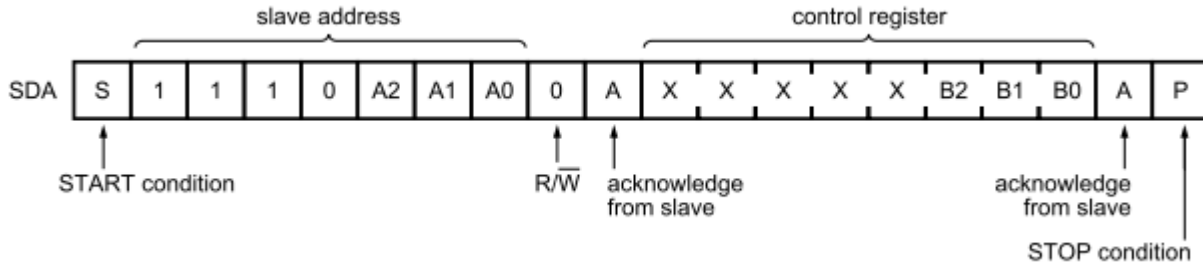 slave address control register
SDA S 1 1 1 0 A2 A1 A0 0 A X X X X X B2 B1 B0 A P
START condition R/W̅ acknowledge from slave acknowledge from slave
STOP condition